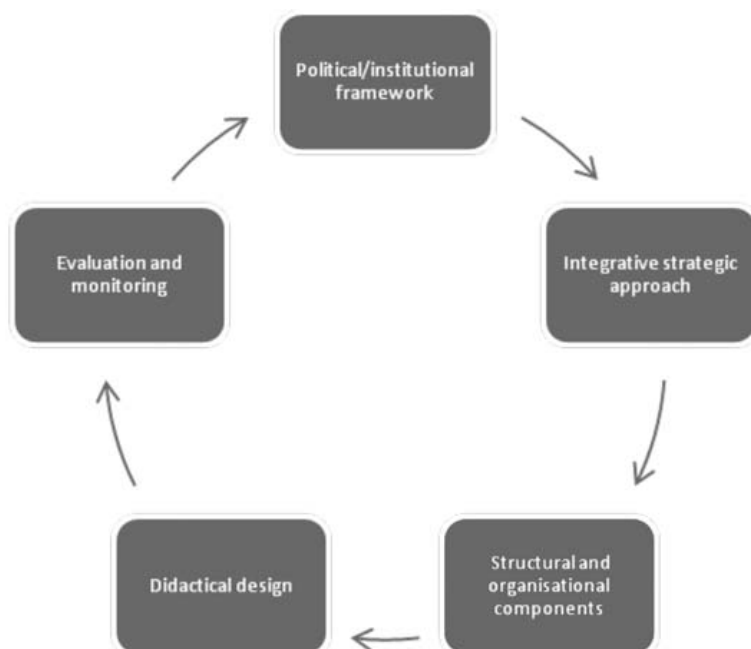 Political/institutional
framework
Integrative strategic
approach
Structural and
organisational
components
Didactical design
Evaluation and
monitoring